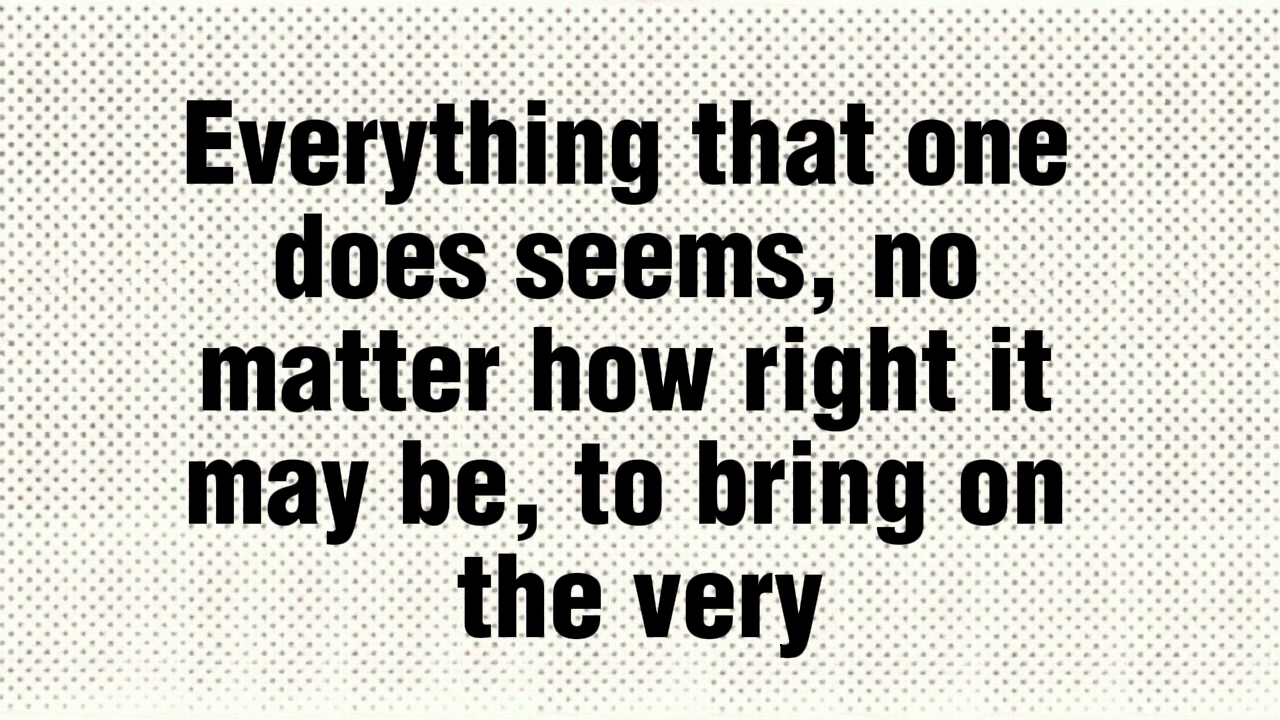 Everything that one
does seems, no
matter how right it
may be, to bring on
the very